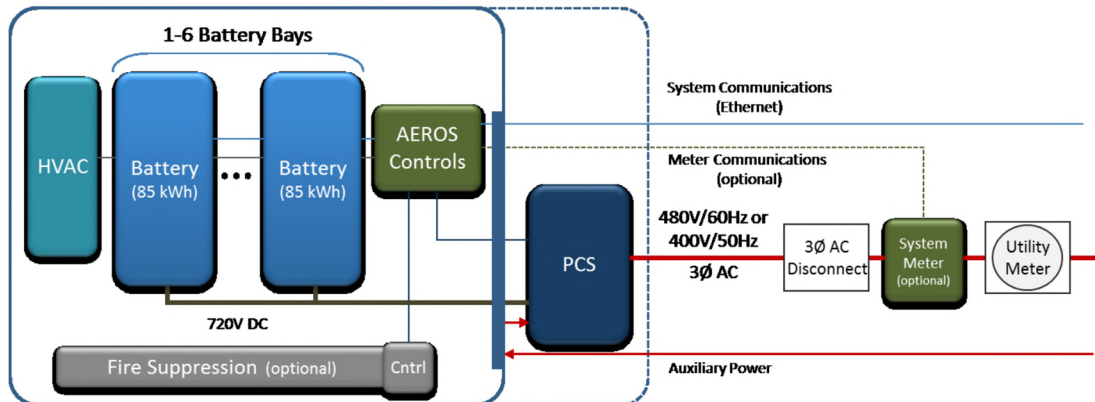 1-6 Battery Bays
HVAC
Battery
(85 kWh)
•••
Battery
(85 kWh)
AEROS
Controls
System Communications
(Ethernet)
Meter Communications
(optional)
PCS
480V/60Hz or
400V/50Hz
3Ø AC
3Ø AC
Disconnect
System
Meter
(optional)
Utility
Meter
720V DC
Fire Suppression (optional)
Cntrl
Auxiliary Power